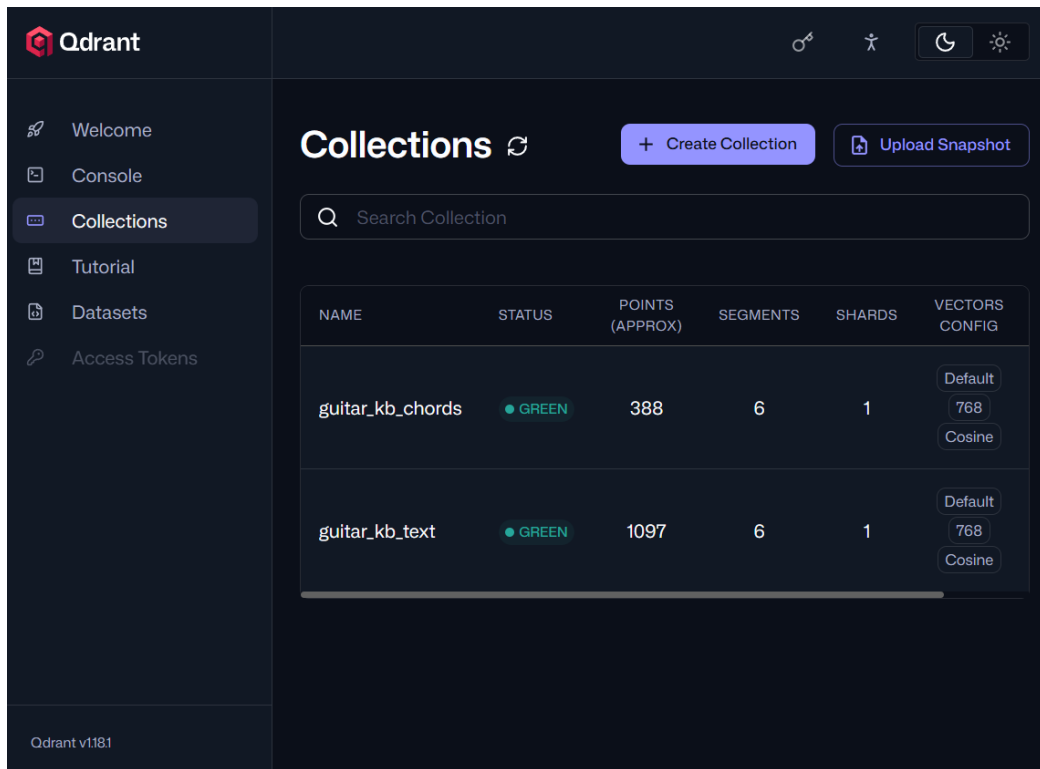 Qdrant
Welcome
Console
Collections
Tutorial
Datasets
Access Tokens
Qdrant v1.18.1
Collections
+ Create Collection
Upload Snapshot
Search Collection
NAME STATUS POINTS (APPROX) SEGMENTS SHARDS VECTORS CONFIG
guitar_kb_chords GREEN 388 6 1 Default 768 Cosine
guitar_kb_text GREEN 1097 6 1 Default 768 Cosine